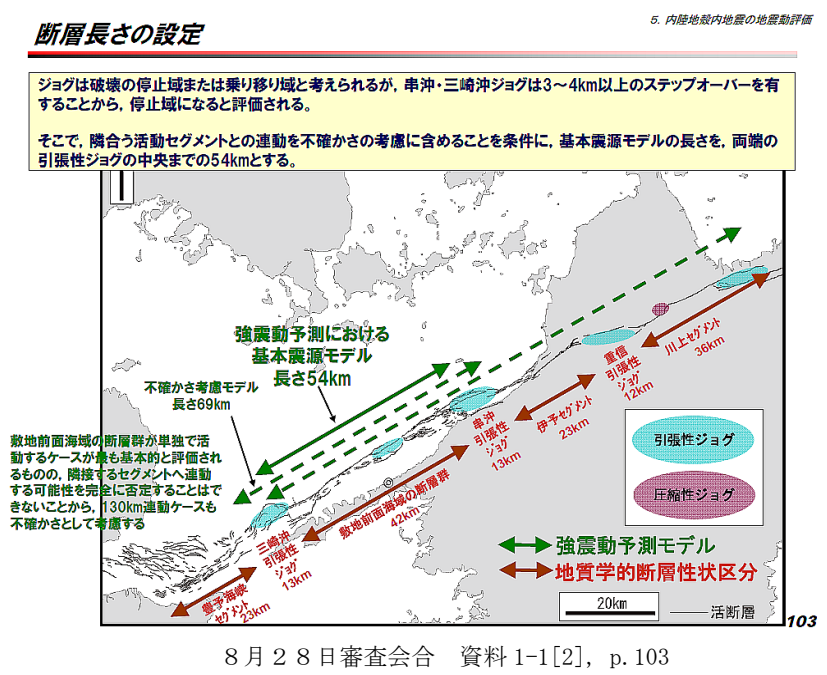 5. 内陸地殻内地震の地震動評価
断層長さの設定
ジョグは破壊の停止域または乗り移り域と考えられるが，串沖・三崎沖ジョグは3～4km以上のステップオーバーを有
することから，停止域になると評価される。
そこで，隣合う活動セグメントとの連動を不確かさの考慮に含めることを条件に，基本震源モデルの長さを，両端の
引張性ジョグの中央までの54kmとする。
強震動予測における
基本震源モデル
長さ54km
不確かさ考慮モデル
長さ69km
敷地前面海域の断層群が単独で活
動するケースが最も基本的と評価され
るものの，隣接するセグメントへ連動
する可能性を完全に否定することはで
きないことから，130km連動ケースも
不確かさとして考慮する
川上セグメント
36km
重信
引張性
ジョグ
12km
伊予セグメント
23km
串沖
引張性
ジョグ
13km
敷地前面海域の断層群
42km
三崎沖
引張性
ジョグ
13km
豊予海峡
セグメント
23km
引張性ジョグ
圧縮性ジョグ
強震動予測モデル
地質学的断層性状区分
20km
活断層
103
８月２８日審査会合　資料 1-1[2], p.103